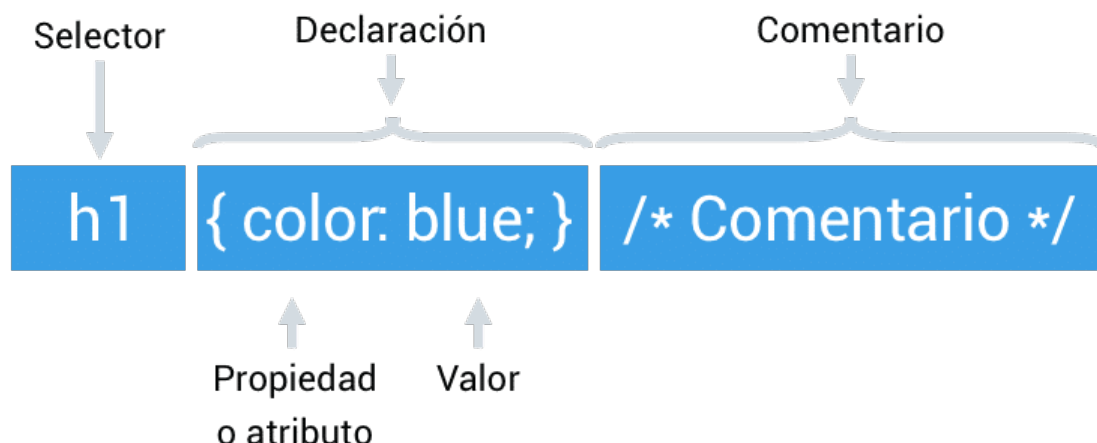 Selector
Declaración
Comentario
h1
{ color: blue; }
/* Comentario */
Propiedad
o atributo
Valor